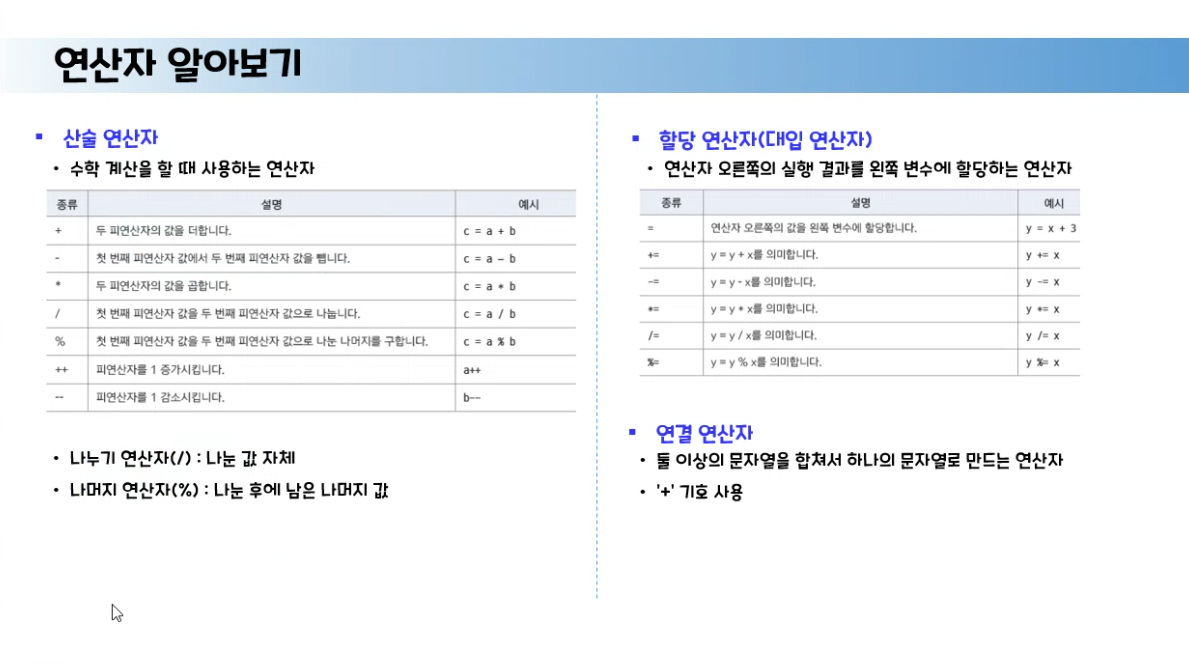 연산자 알아보기
▪ 산술 연산자
• 수학 계산을 할 때 사용하는 연산자
종류 설명 예시
+ 두 피연산자의 값을 더합니다. c = a + b
- 첫 번째 피연산자 값에서 두 번째 피연산자 값을 뺍니다. c = a - b
* 두 피연산자의 값을 곱합니다. c = a * b
/ 첫 번째 피연산자 값을 두 번째 피연산자 값으로 나눕니다. c = a / b
% 첫 번째 피연산자 값을 두 번째 피연산자 값으로 나눈 나머지를 구합니다. c = a % b
++ 피연산자를 1 증가시킵니다. a++
-- 피연산자를 1 감소시킵니다. b--
• 나누기 연산자(/) : 나눈 값 자체
• 나머지 연산자(%) : 나눈 후에 남은 나머지 값
▪ 할당 연산자(대입 연산자)
• 연산자 오른쪽의 실행 결과를 왼쪽 변수에 할당하는 연산자
종류 설명 예시
= 연산자 오른쪽의 값을 왼쪽 변수에 할당합니다. y = x + 3
+= y = y + x를 의미합니다. y += x
-= y = y - x를 의미합니다. y -= x
*= y = y * x를 의미합니다. y *= x
/= y = y / x를 의미합니다. y /= x
%= y = y % x를 의미합니다. y %= x
▪ 연결 연산자
• 둘 이상의 문자열을 합쳐서 하나의 문자열로 만드는 연산자
• '+' 기호 사용